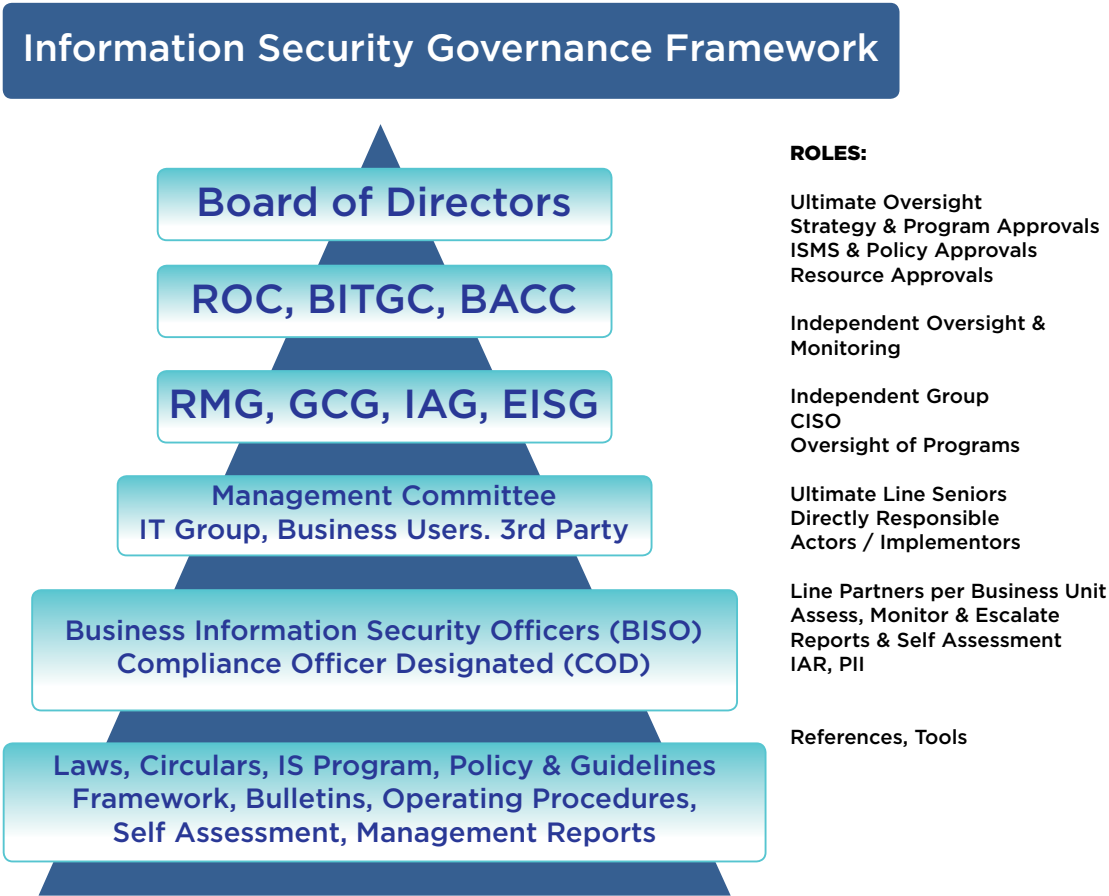 Information Security Governance Framework
Board of Directors
ROC, BITGC, BACC
RMG, GCG, IAG, EISG
Management Committee
IT Group, Business Users. 3rd Party
Business Information Security Officers (BISO)
Compliance Officer Designated (COD)
Laws, Circulars, IS Program, Policy & Guidelines
Framework, Bulletins, Operating Procedures,
Self Assessment, Management Reports
ROLES:
Ultimate Oversight
Strategy & Program Approvals
ISMS & Policy Approvals
Resource Approvals
Independent Oversight &
Monitoring
Independent Group
CISO
Oversight of Programs
Ultimate Line Seniors
Directly Responsible
Actors / Implementors
Line Partners per Business Unit
Assess, Monitor & Escalate
Reports & Self Assessment
IAR, PII
References, Tools